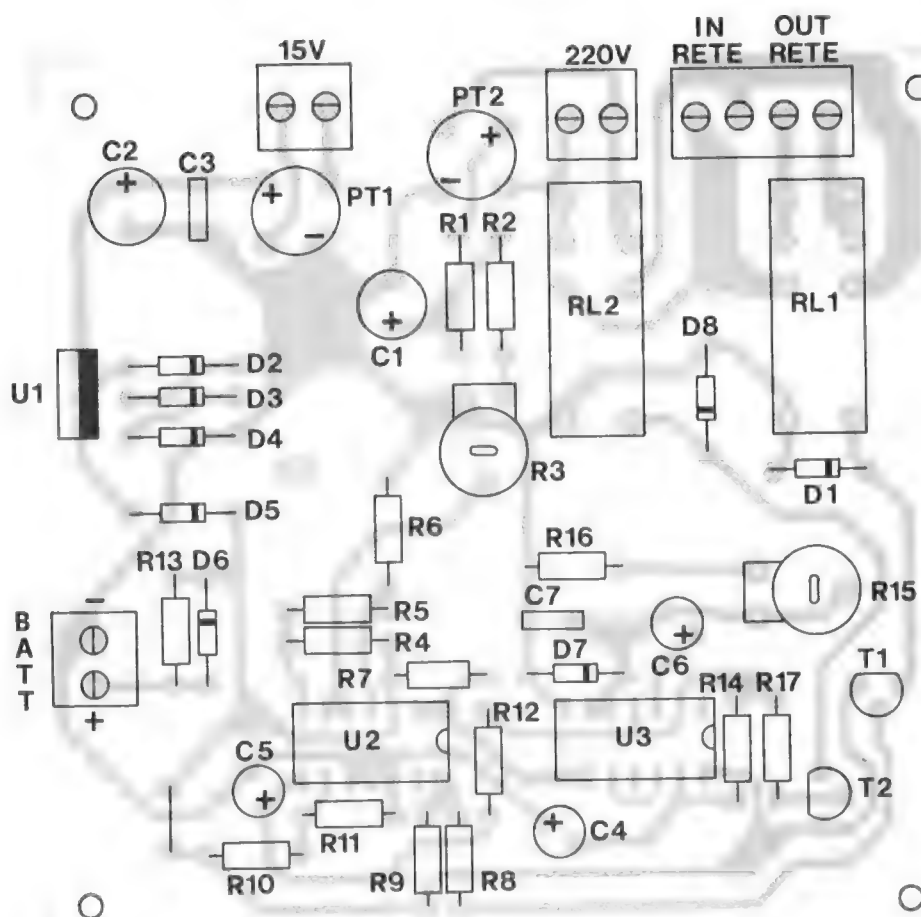 IN OUT
15V 220V RETE RETE
PT2
+
C2 C3
+ + PT1
-
-
R1 R2
RL2 RL1
+
C1 D8
U1 D2
D3
D4
R3
D1
D5
R6
R13 D6 R16
R15
- R5 C7
B
A
T
T
R4 +
C6
D7 T1
R7 R14 R17
+ R12
U2 U3
C5
+ T2
+ C4
R11
R10 R9 R8